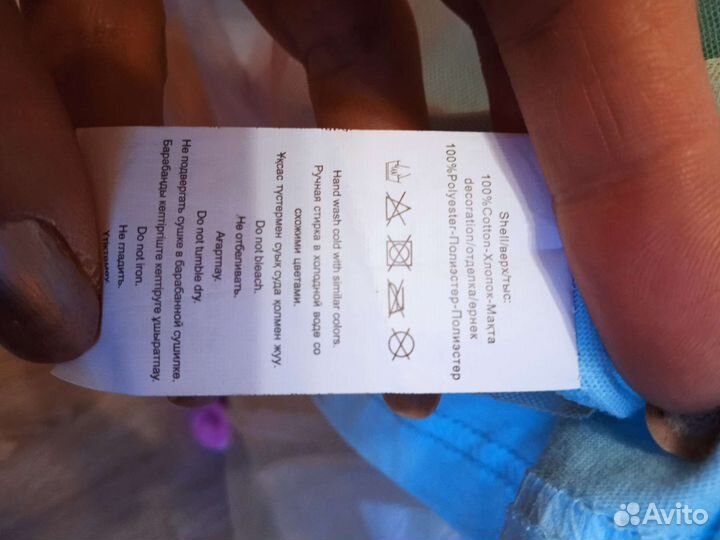 Shell/верх/тыс:
100%Cotton-Хлопок-Мақта
decoration/отделка/ернек
100%Polyester-Полиэстер-Полиэстер
Hand wash cold with similar colors.
Ручная стирка в холодной воде со
схожими цветами.
Ұқсас түстермен суық суда қолмен жуу.
Do not bleach.
Не отбеливать.
Ағартпау.
Do not tumble dry.
Не подвергать сушке в барабанной сушилке.
Барабанды кептіргіште кептіруге ұшыратпау.
Do not iron.
Не гладить.
Үтіктемеу.
Avito